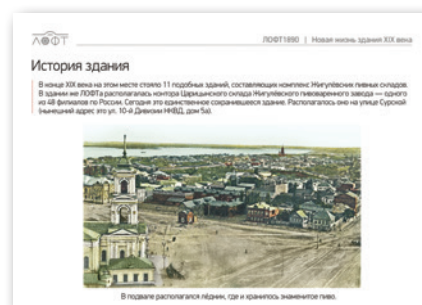 ЛОФТ
ЛОФТ1890 | Новая жизнь здания XIX века
История здания
В конце XIX века на этом месте стояло 11 подобных зданий, составляющих комплекс Жигулёвских пивных складов.
В здании же ЛОФТа располагалась контора Царицынского склада Жигулёвского пивоваренного завода — одного
из 48 филиалов по России. Сегодня это единственное сохранившееся здание. Располагалось оно на улице Сурской
(нынешний адрес это ул. 10-й Дивизии НКВД, дом 5а).
В подвале располагался ледник, где и хранилось знаменитое пиво.